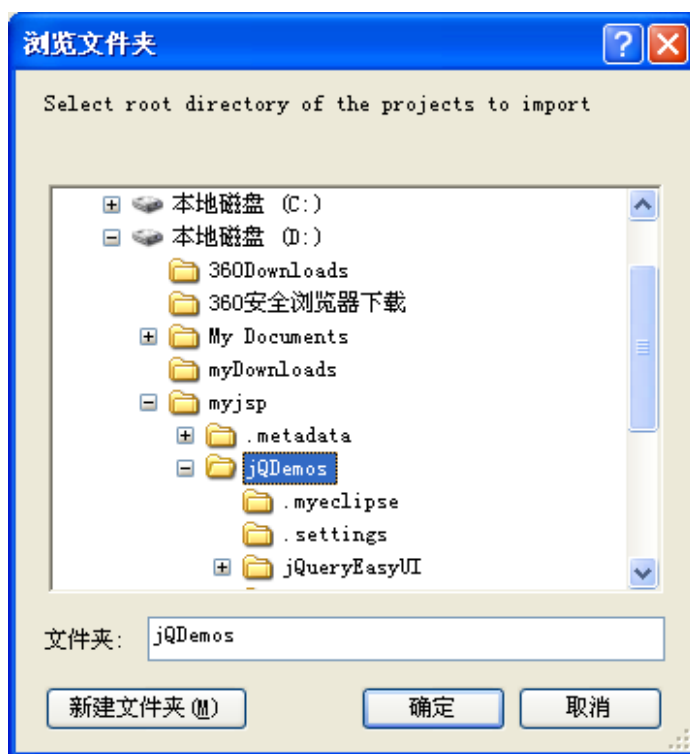 浏览文件夹
Select root directory of the projects to import
本地磁盘 (C:)
本地磁盘 (D:)
360Downloads
360安全浏览器下载
My Documents
myDownloads
myjsp
.metadata
jQDemos
.myeclipse
.settings
jQueryEasyUI
文件夹: jQDemos
新建文件夹(M) 确定 取消